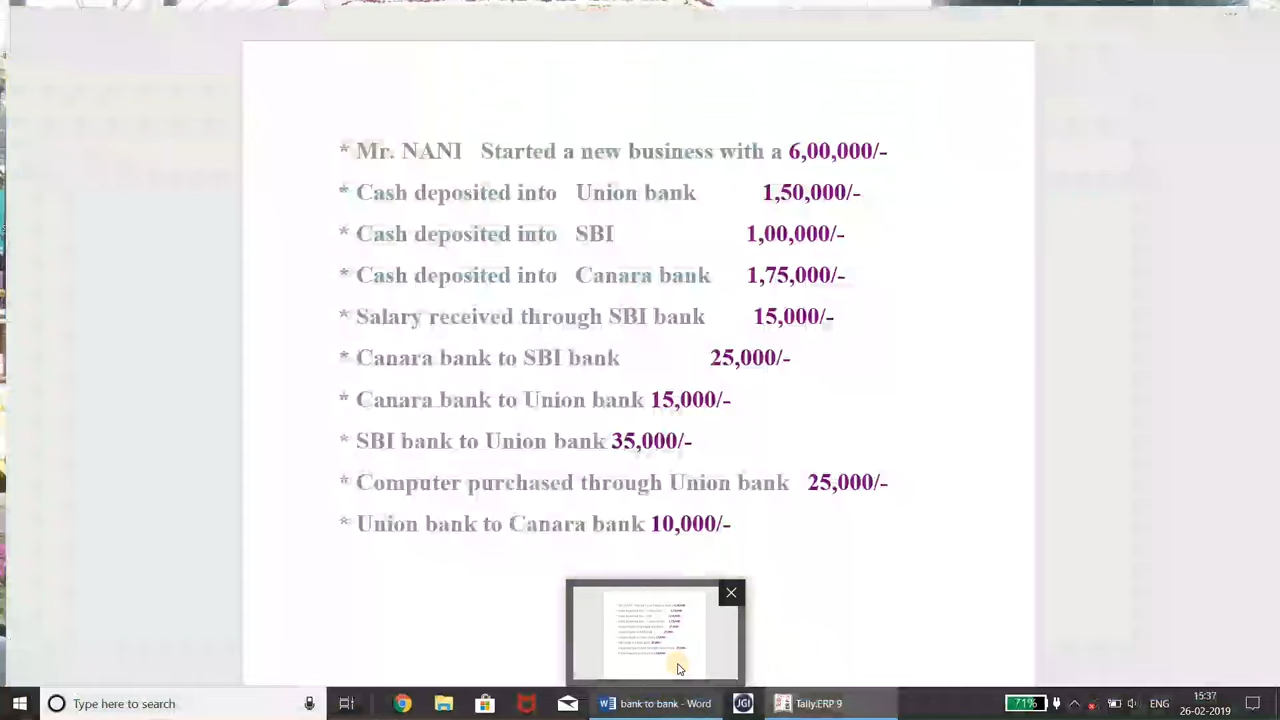 * Mr. NANI Started a new business with a 6,00,000/-
* Cash deposited into Union bank 1,50,000/-
* Cash deposited into SBI 1,00,000/-
* Cash deposited into Canara bank 1,75,000/-
* Salary received through SBI bank 15,000/-
* Canara bank to SBI bank 25,000/-
* Canara bank to Union bank 15,000/-
* SBI bank to Union bank 35,000/-
* Computer purchased through Union bank 25,000/-
* Union bank to Canara bank 10,000/-
Type here to search
bank to bank - Word
JGI
Tally.ERP 9
71%
ENG
15:37
26-02-2019